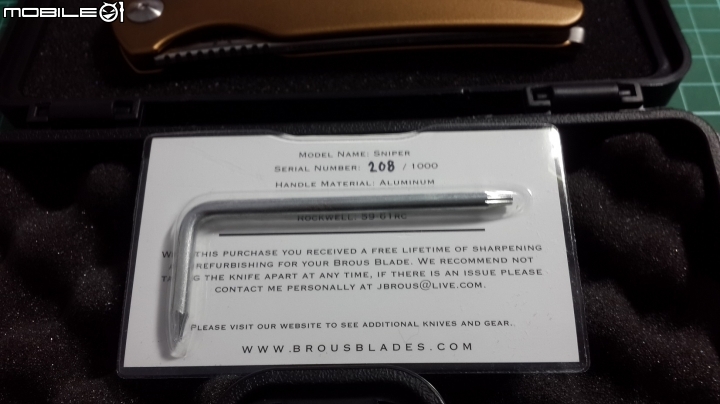 MOBILE01
MODEL NAME: SNIPER
SERIAL NUMBER: 208 / 1000
HANDLE MATERIAL: ALUMINUM
ROCKWELL: 59-61RC
THIS PURCHASE YOU RECEIVED A FREE LIFETIME OF SHARPENING
REFURBISHING FOR YOUR BROUS BLADE. WE RECOMMEND NOT
THE KNIFE APART AT ANY TIME, IF THERE IS AN ISSUE PLEASE
CONTACT ME PERSONALLY AT JBROUS@LIVE.COM.
PLEASE VISIT OUR WEBSITE TO SEE ADDITIONAL KNIVES AND GEAR.
WWW.BROUSBLADES.COM